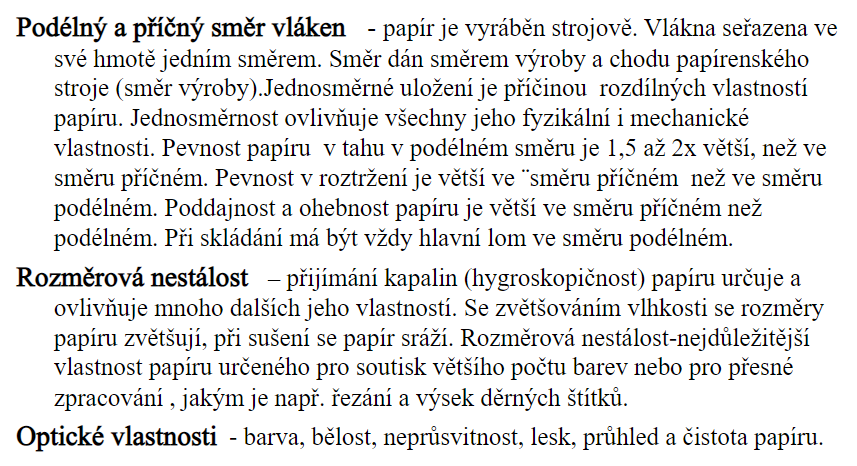 Podélný a příčný směr vláken - papír je vyráběn strojově. Vlákna seřazena ve
své hmotě jedním směrem. Směr dán směrem výroby a chodu papírenského
stroje (směr výroby).Jednosměrné uložení je příčinou rozdílných vlastností
papíru. Jednosměrnost ovlivňuje všechny jeho fyzikální i mechanické
vlastnosti. Pevnost papíru v tahu v podélném směru je 1,5 až 2x větší, než ve
směru příčném. Pevnost v roztržení je větší ve ¨směru příčném než ve směru
podélném. Poddajnost a ohebnost papíru je větší ve směru příčném než
podélném. Při skládání má být vždy hlavní lom ve směru podélném.
Rozměrová nestálost – přijímání kapalin (hygroskopičnost) papíru určuje a
ovlivňuje mnoho dalších jeho vlastností. Se zvětšováním vlhkosti se rozměry
papíru zvětšují, při sušení se papír sráží. Rozměrová nestálost-nejdůležitější
vlastnost papíru určeného pro soutisk většího počtu barev nebo pro přesné
zpracování , jakým je např. řezání a výsek děrných štítků.
Optické vlastnosti - barva, bělost, neprůsvitnost, lesk, průhled a čistota papíru.